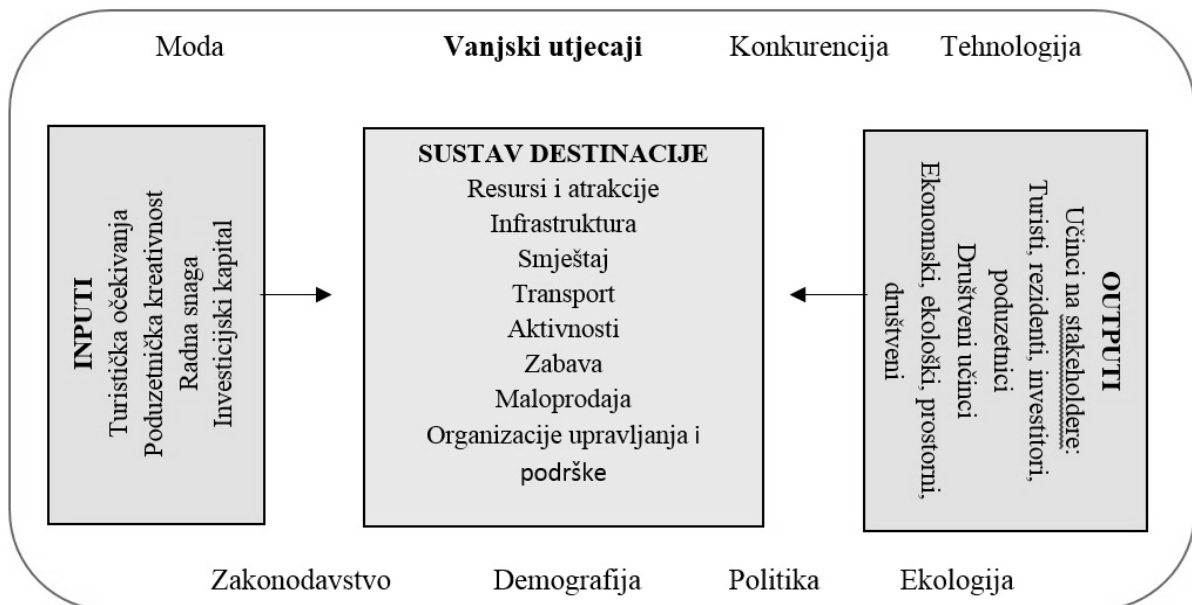 Moda Vanjski utjecaji Konkurencija Tehnologija
INPUTI
Turistička očekivanja
Poduzetnička kreativnost
Radna snaga
Investicijski kapital
SUSTAV DESTINACIJE
Resursi i atrakcije
Infrastruktura
Smještaj
Transport
Aktivnosti
Zabava
Maloprodaja
Organizacije upravljanja i
podrške
OUTPUTI
Učinci na stakeholdere:
Turisti, rezidenti, investitori,
poduzetnici
Društveni učinci
Ekonomski, ekološki, prostorni,
društveni
Zakonodavstvo Demografija Politika Ekologija